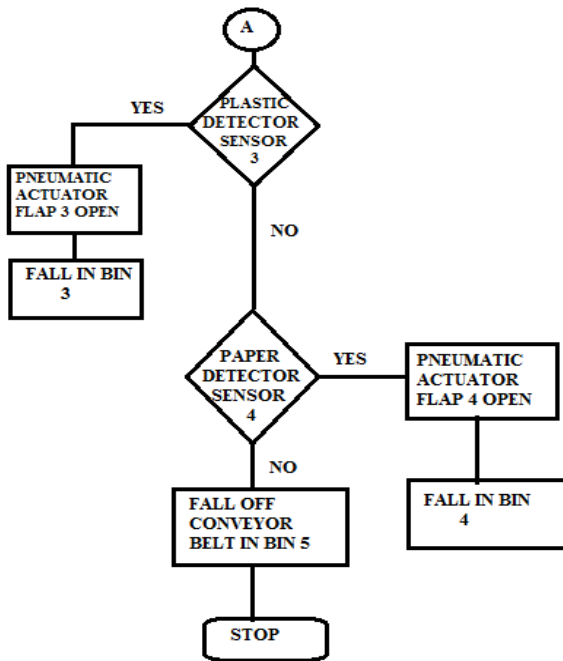 A
PLASTIC
DETECTOR
SENSOR
3
YES
PNEUMATIC
ACTUATOR
FLAP 3 OPEN
FALL IN BIN
3
NO
PAPER
DETECTOR
SENSOR
4
YES
PNEUMATIC
ACTUATOR
FLAP 4 OPEN
FALL IN BIN
4
NO
FALL OFF
CONVEYOR
BELT IN BIN 5
STOP